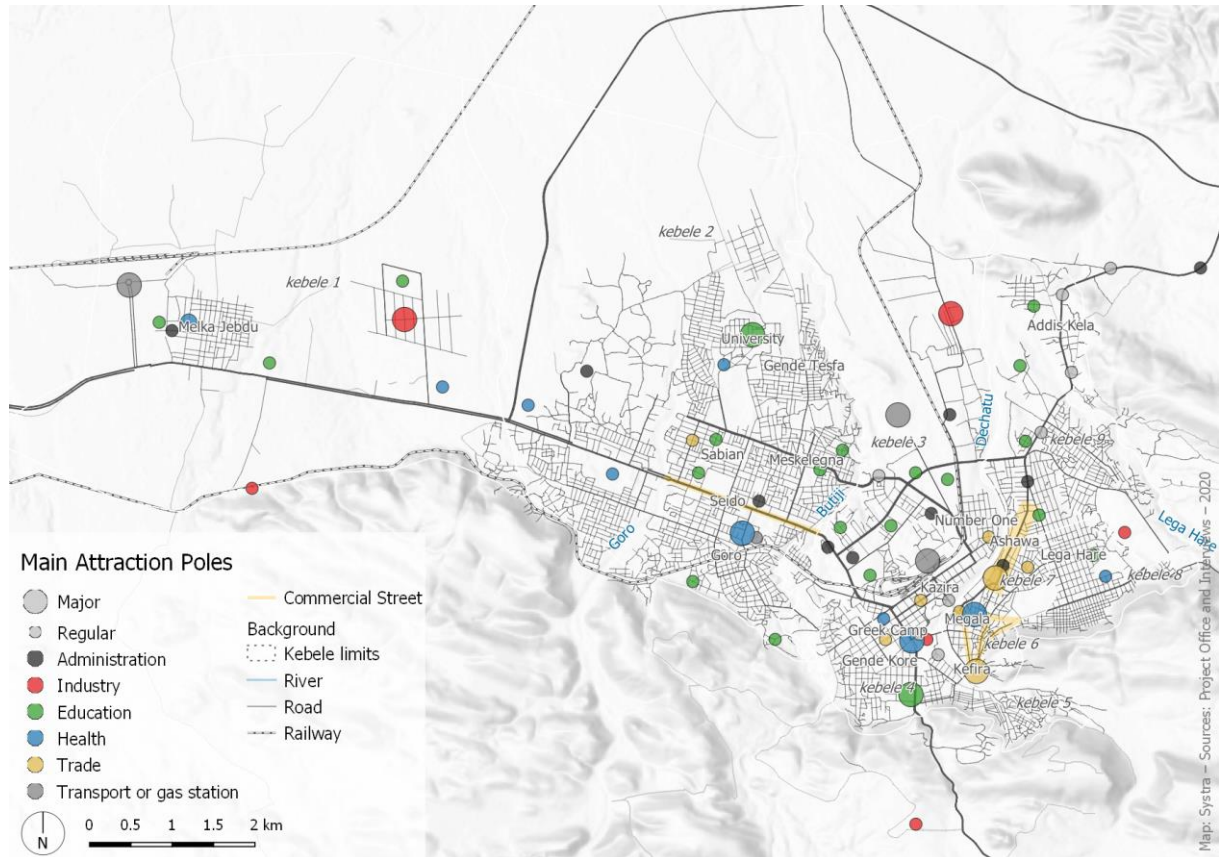 kebele 2
kebele 1
Melka Jebdu
University
Gende Tesfa
Addis Kela
Dechatu
kebele 3
kebele 9
Sabian
Meskelegna
Seido
Butiji
Goro
Goro
Number One
Ashawa
Lega Hare
Lega Hare
kebele 7
kebele 8
Kazira
Megala
Greek Camp
kebele 6
Gende Kore
Kefira
kebele 4
kebele 5
Main Attraction Poles
Major
Regular
Administration
Industry
Education
Health
Trade
Transport or gas station
Commercial Street
Background
Kebele limits
River
Road
Railway
N
0 0.5 1 1.5 2 km
Map: Systra – Sources: Project Office and Interviews – 2020